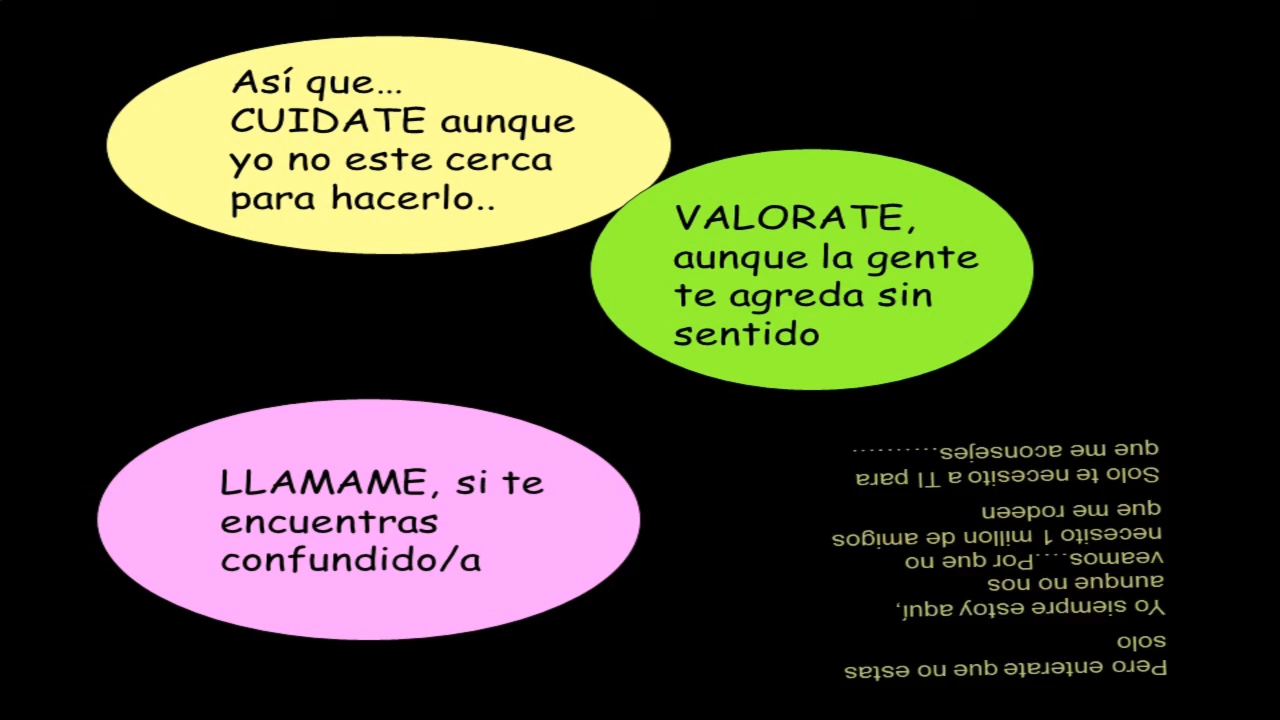 Así que...
CUIDATE aunque
yo no este cerca
para hacerlo..
VALORATE,
aunque la gente
te agreda sin
sentido
LLAMAME, si te
encuentras
confundido/a
Pero enterate que no estas
solo
Yo siempre estoy aquí,
aunque no nos
veamos.....Por que no
necesito 1 millon de amigos
que me rodeen
Solo te necesito a TI para
que me aconsejes..........